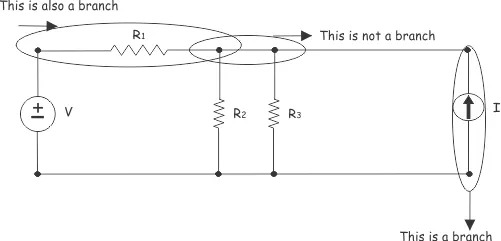 This is also a branch
R1
This is not a branch
V
R2
R3
I
This is a branch